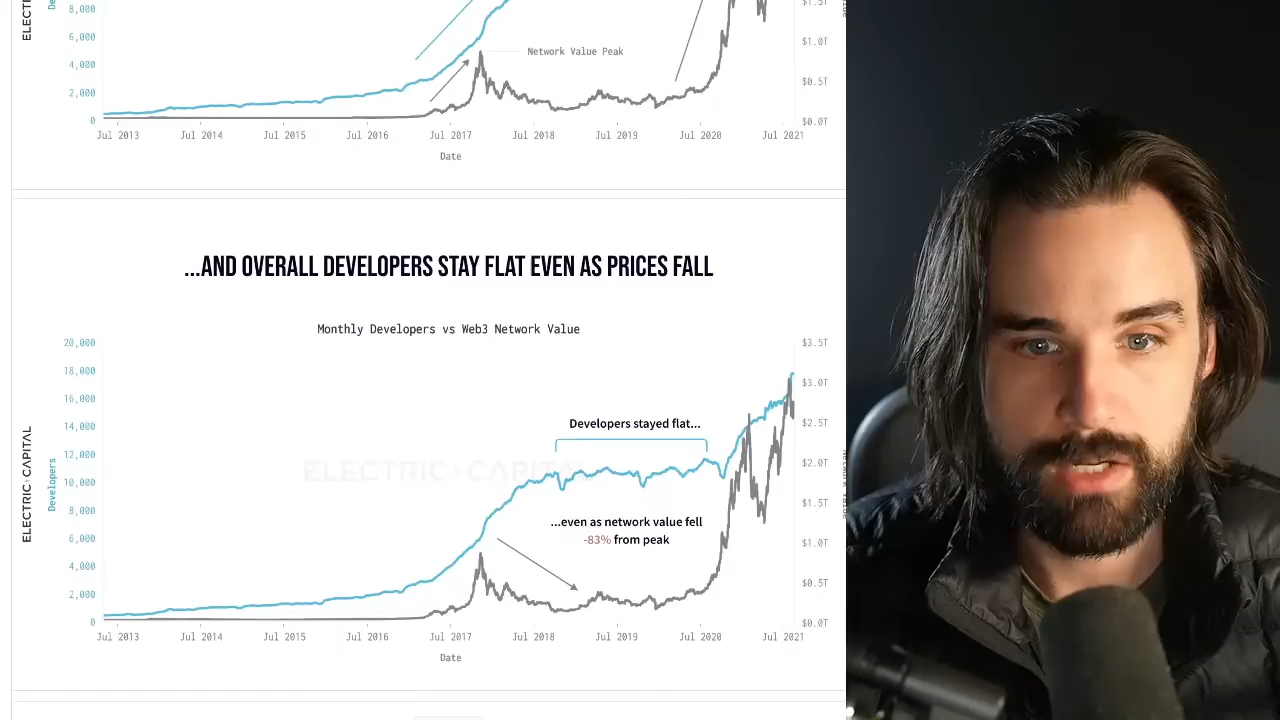 ELECTRIC
De
8,000
6,000
4,000
2,000
0
$1.5T
$1.0T
$0.5T
$0.0T
Network Value Peak
Jul 2013
Jul 2014
Jul 2015
Jul 2016
Jul 2017
Jul 2018
Jul 2019
Jul 2020
Jul 2021
Date
...AND OVERALL DEVELOPERS STAY FLAT EVEN AS PRICES FALL
Monthly Developers vs Web3 Network Value
ELECTRIC CAPITAL
Developers
20,000
18,000
16,000
14,000
12,000
10,000
8,000
6,000
4,000
2,000
0
$3.5T
$3.0T
$2.5T
$2.0T
$1.5T
$1.0T
$0.5T
$0.0T
Developers stayed flat...
ELECTRIC CAPITAL
...even as network value fell
-83% from peak
Jul 2013
Jul 2014
Jul 2015
Jul 2016
Jul 2017
Jul 2018
Jul 2019
Jul 2020
Jul 2021
Date